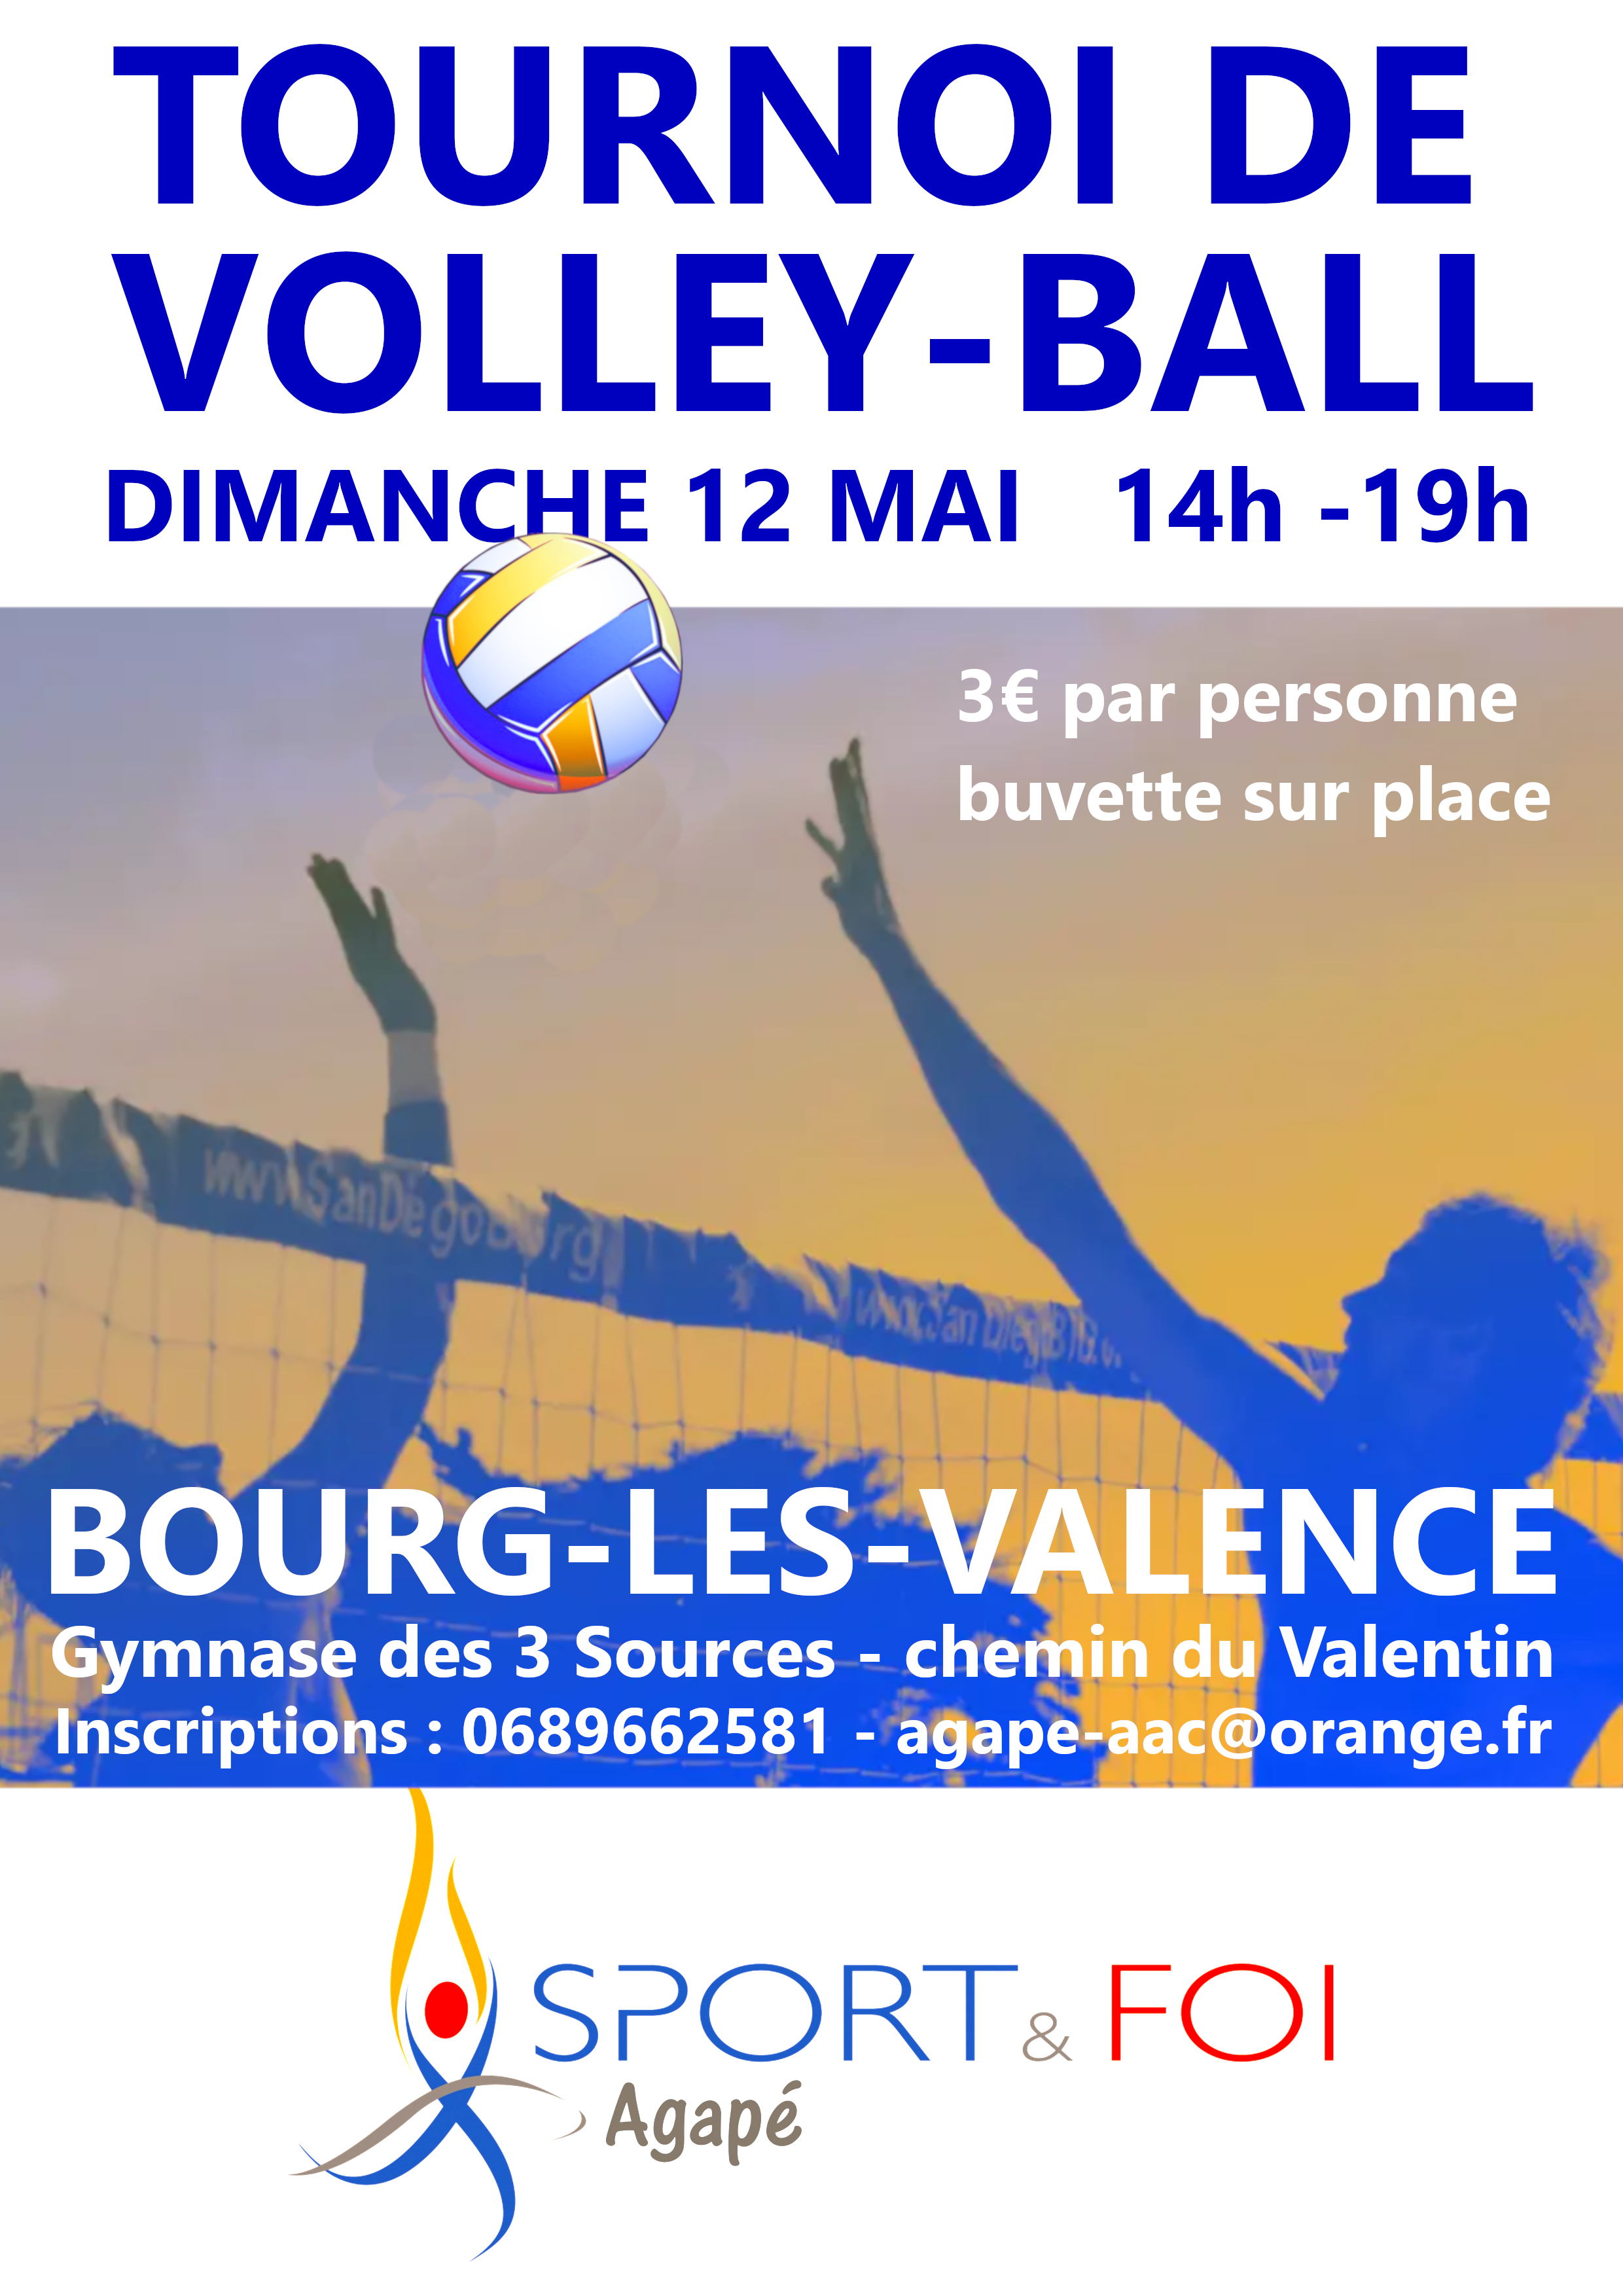 TOURNOI DE
VOLLEY-BALL
DIMANCHE 12 MAI 14h -19h
3€ par personne
buvette sur place
BOURG-LES-VALENCE
Gymnase des 3 Sources - chemin du Valentin
Inscriptions : 0689662581 - agape-aac@orange.fr
SPORT & FOI
Agapé